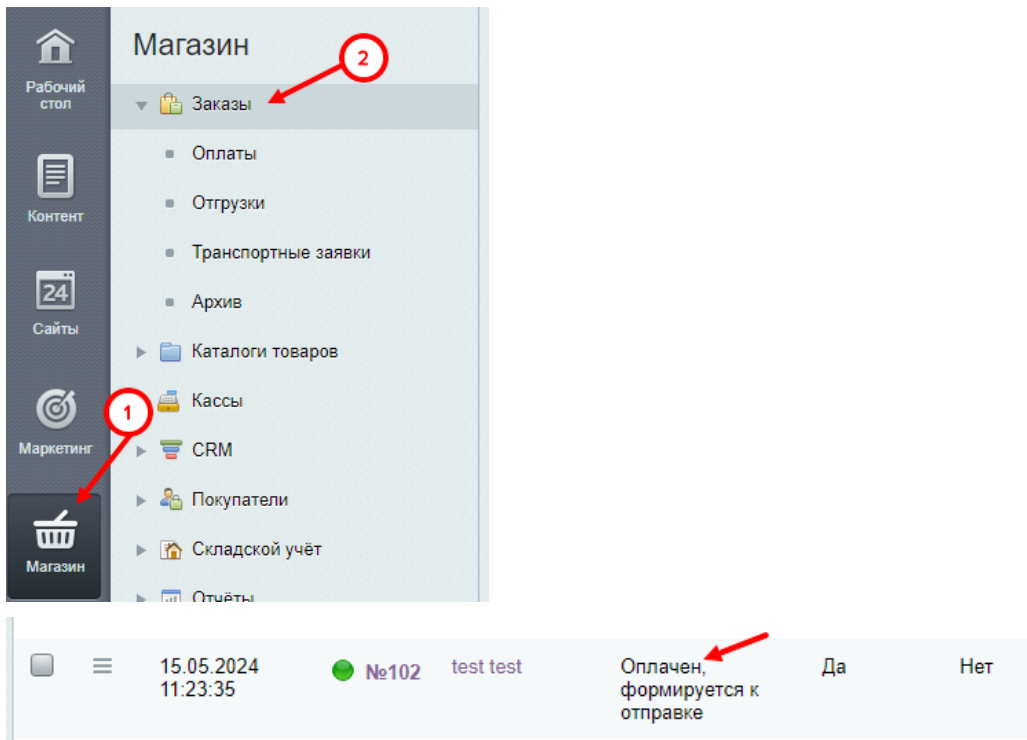 Рабочий
стол
Контент
24
Сайты
Маркетинг
1
Магазин
Магазин
2
Заказы
Оплаты
Отгрузки
Транспортные заявки
Архив
Каталоги товаров
Кассы
CRM
Покупатели
Складской учёт
Отчёты
15.05.2024 №102 test test Оплачен, Да Нет
11:23:35 формируется к
отправке